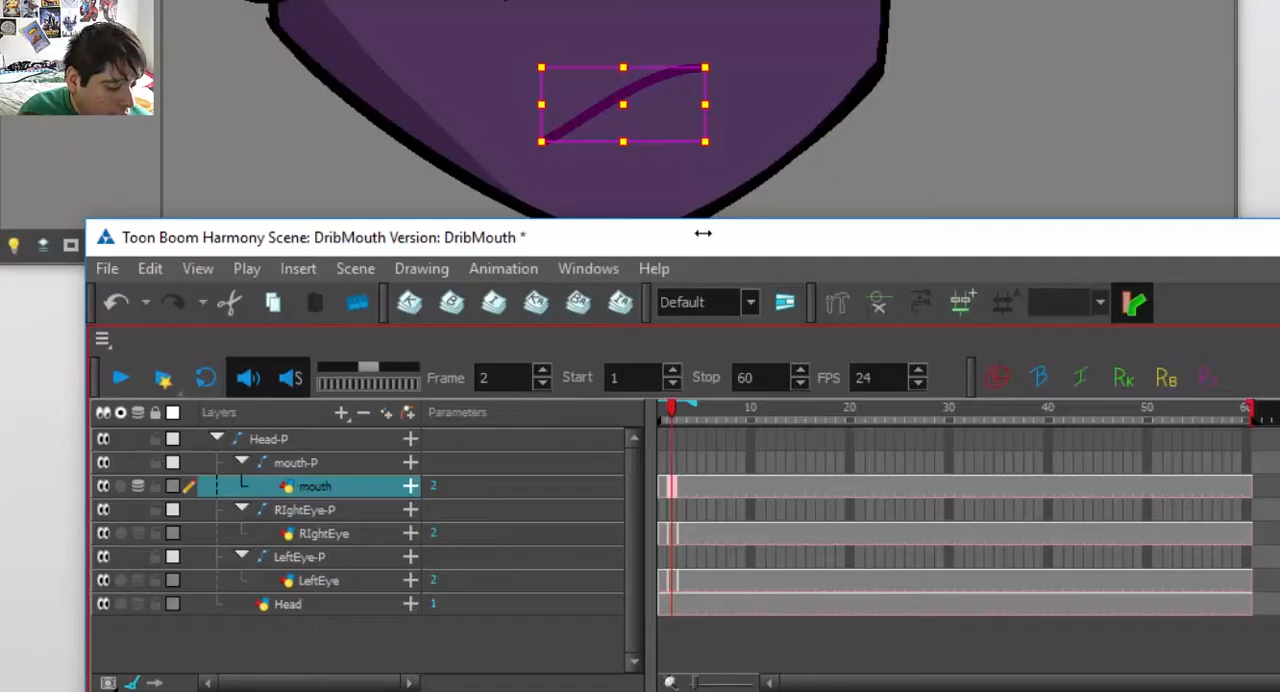 Toon Boom Harmony Scene: DribMouth Version: DribMouth *
File Edit View Play Insert Scene Drawing Animation Windows Help
Default
S Frame 2 Start 1 Stop 60 FPS 24 B I RK RB
Layers Parameters 10 20 30 40 50
Head-P
mouth-P
mouth 2
RIghtEye-P
RIghtEye 2
LeftEye-P
LeftEye 2
Head 1